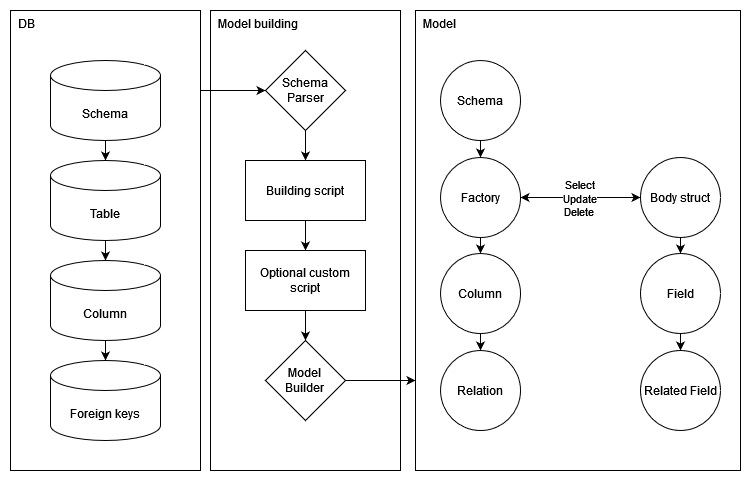 DB
Schema
Table
Column
Foreign keys
Model building
Schema
Parser
Building script
Optional custom
script
Model
Builder
Model
Schema
Factory
Select
Update
Delete
Body struct
Column
Field
Relation
Related Field